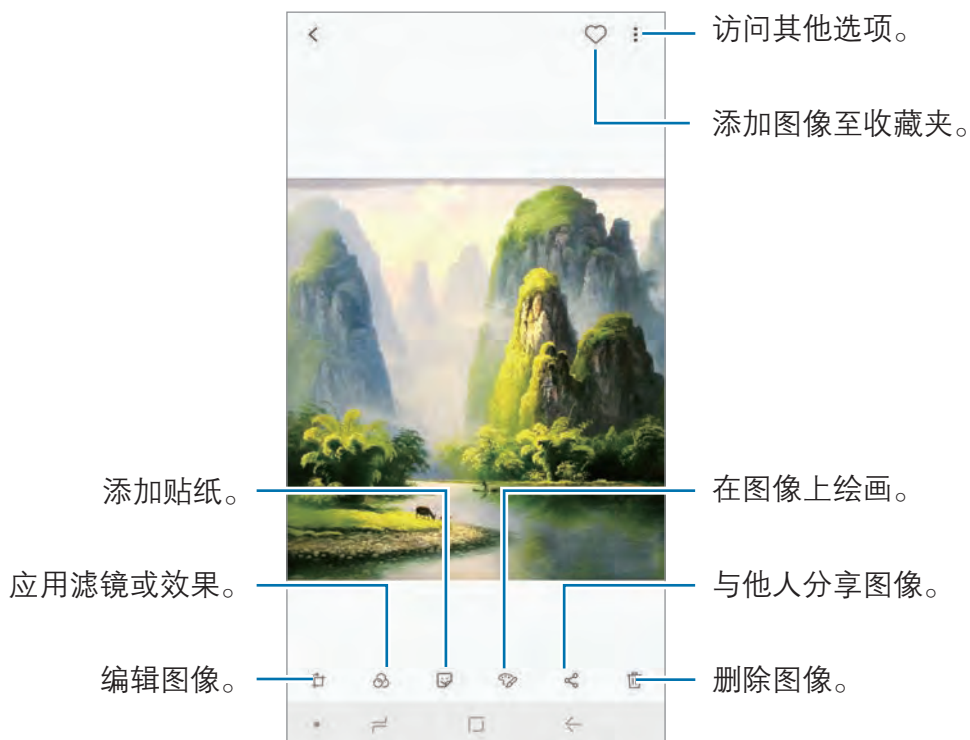 访问其他选项。
添加图像至收藏夹。
添加贴纸。
在图像上绘画。
应用滤镜或效果。
与他人分享图像。
编辑图像。
删除图像。